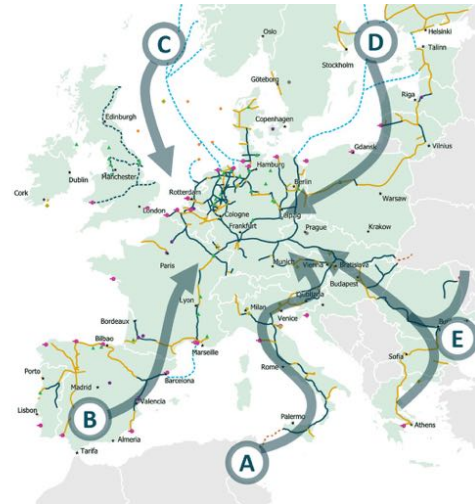 Oslo
Helsinki
Talinn
C
D
Stockholm
Göteborg
Riga
Edinburgh
Copenhagen
Vilnius
Dublin
Manchester
Hamburg
Gdansk
Cork
Berlin
Rotterdam
Warsaw
London
Leipzig
Cologne
Frankfurt
Prague
Krakow
Paris
Munich
Vienna
Bratislava
Budapest
Lyon
Ljubljana
Milan
Venice
Bordeaux
E
Bilbao
Marseille
Sofia
Porto
Rome
Barcelona
Madrid
B
Valencia
Lisbon
Palermo
Athens
Almeria
A
Tarifa